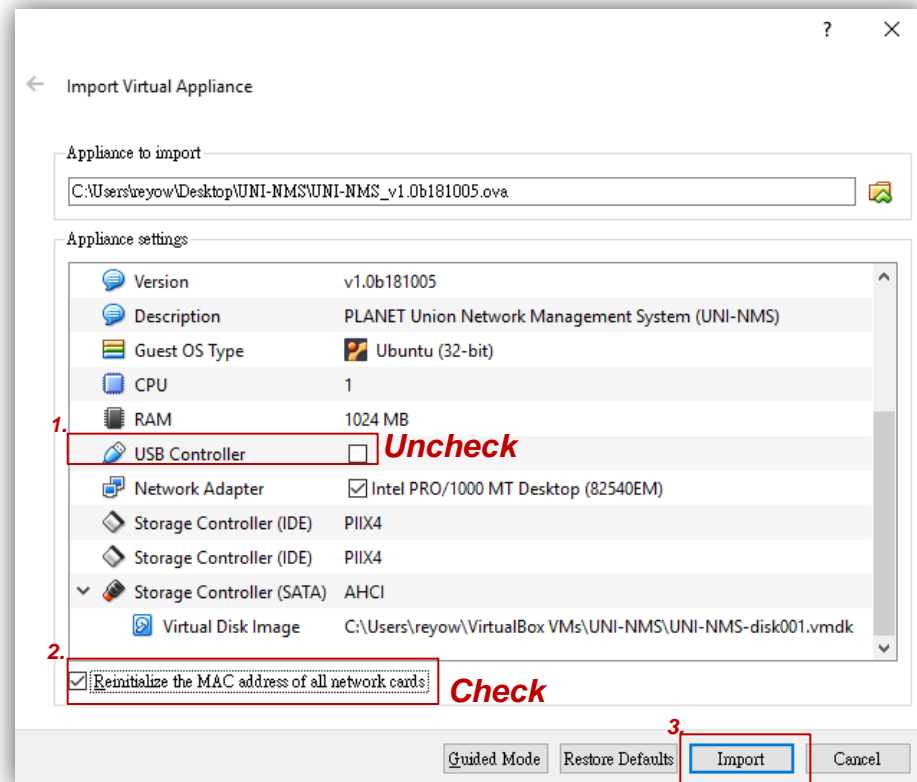 ?
Import Virtual Appliance
Appliance to import
C:\Users\reyow\Desktop\UNI-NMS\UNI-NMS_v1.0b181005.ova
Appliance settings
Version v1.0b181005
Description PLANET Union Network Management System (UNI-NMS)
Guest OS Type Ubuntu (32-bit)
CPU 1
RAM 1024 MB
1.
USB Controller Uncheck
Network Adapter Intel PRO/1000 MT Desktop (82540EM)
Storage Controller (IDE) PIIX4
Storage Controller (IDE) PIIX4
Storage Controller (SATA) AHCI
Virtual Disk Image C:\Users\reyow\VirtualBox VMs\UNI-NMS\UNI-NMS-disk001.vmdk
2.
Reinitialize the MAC address of all network cards Check
3.
Guided Mode Restore Defaults Import Cancel